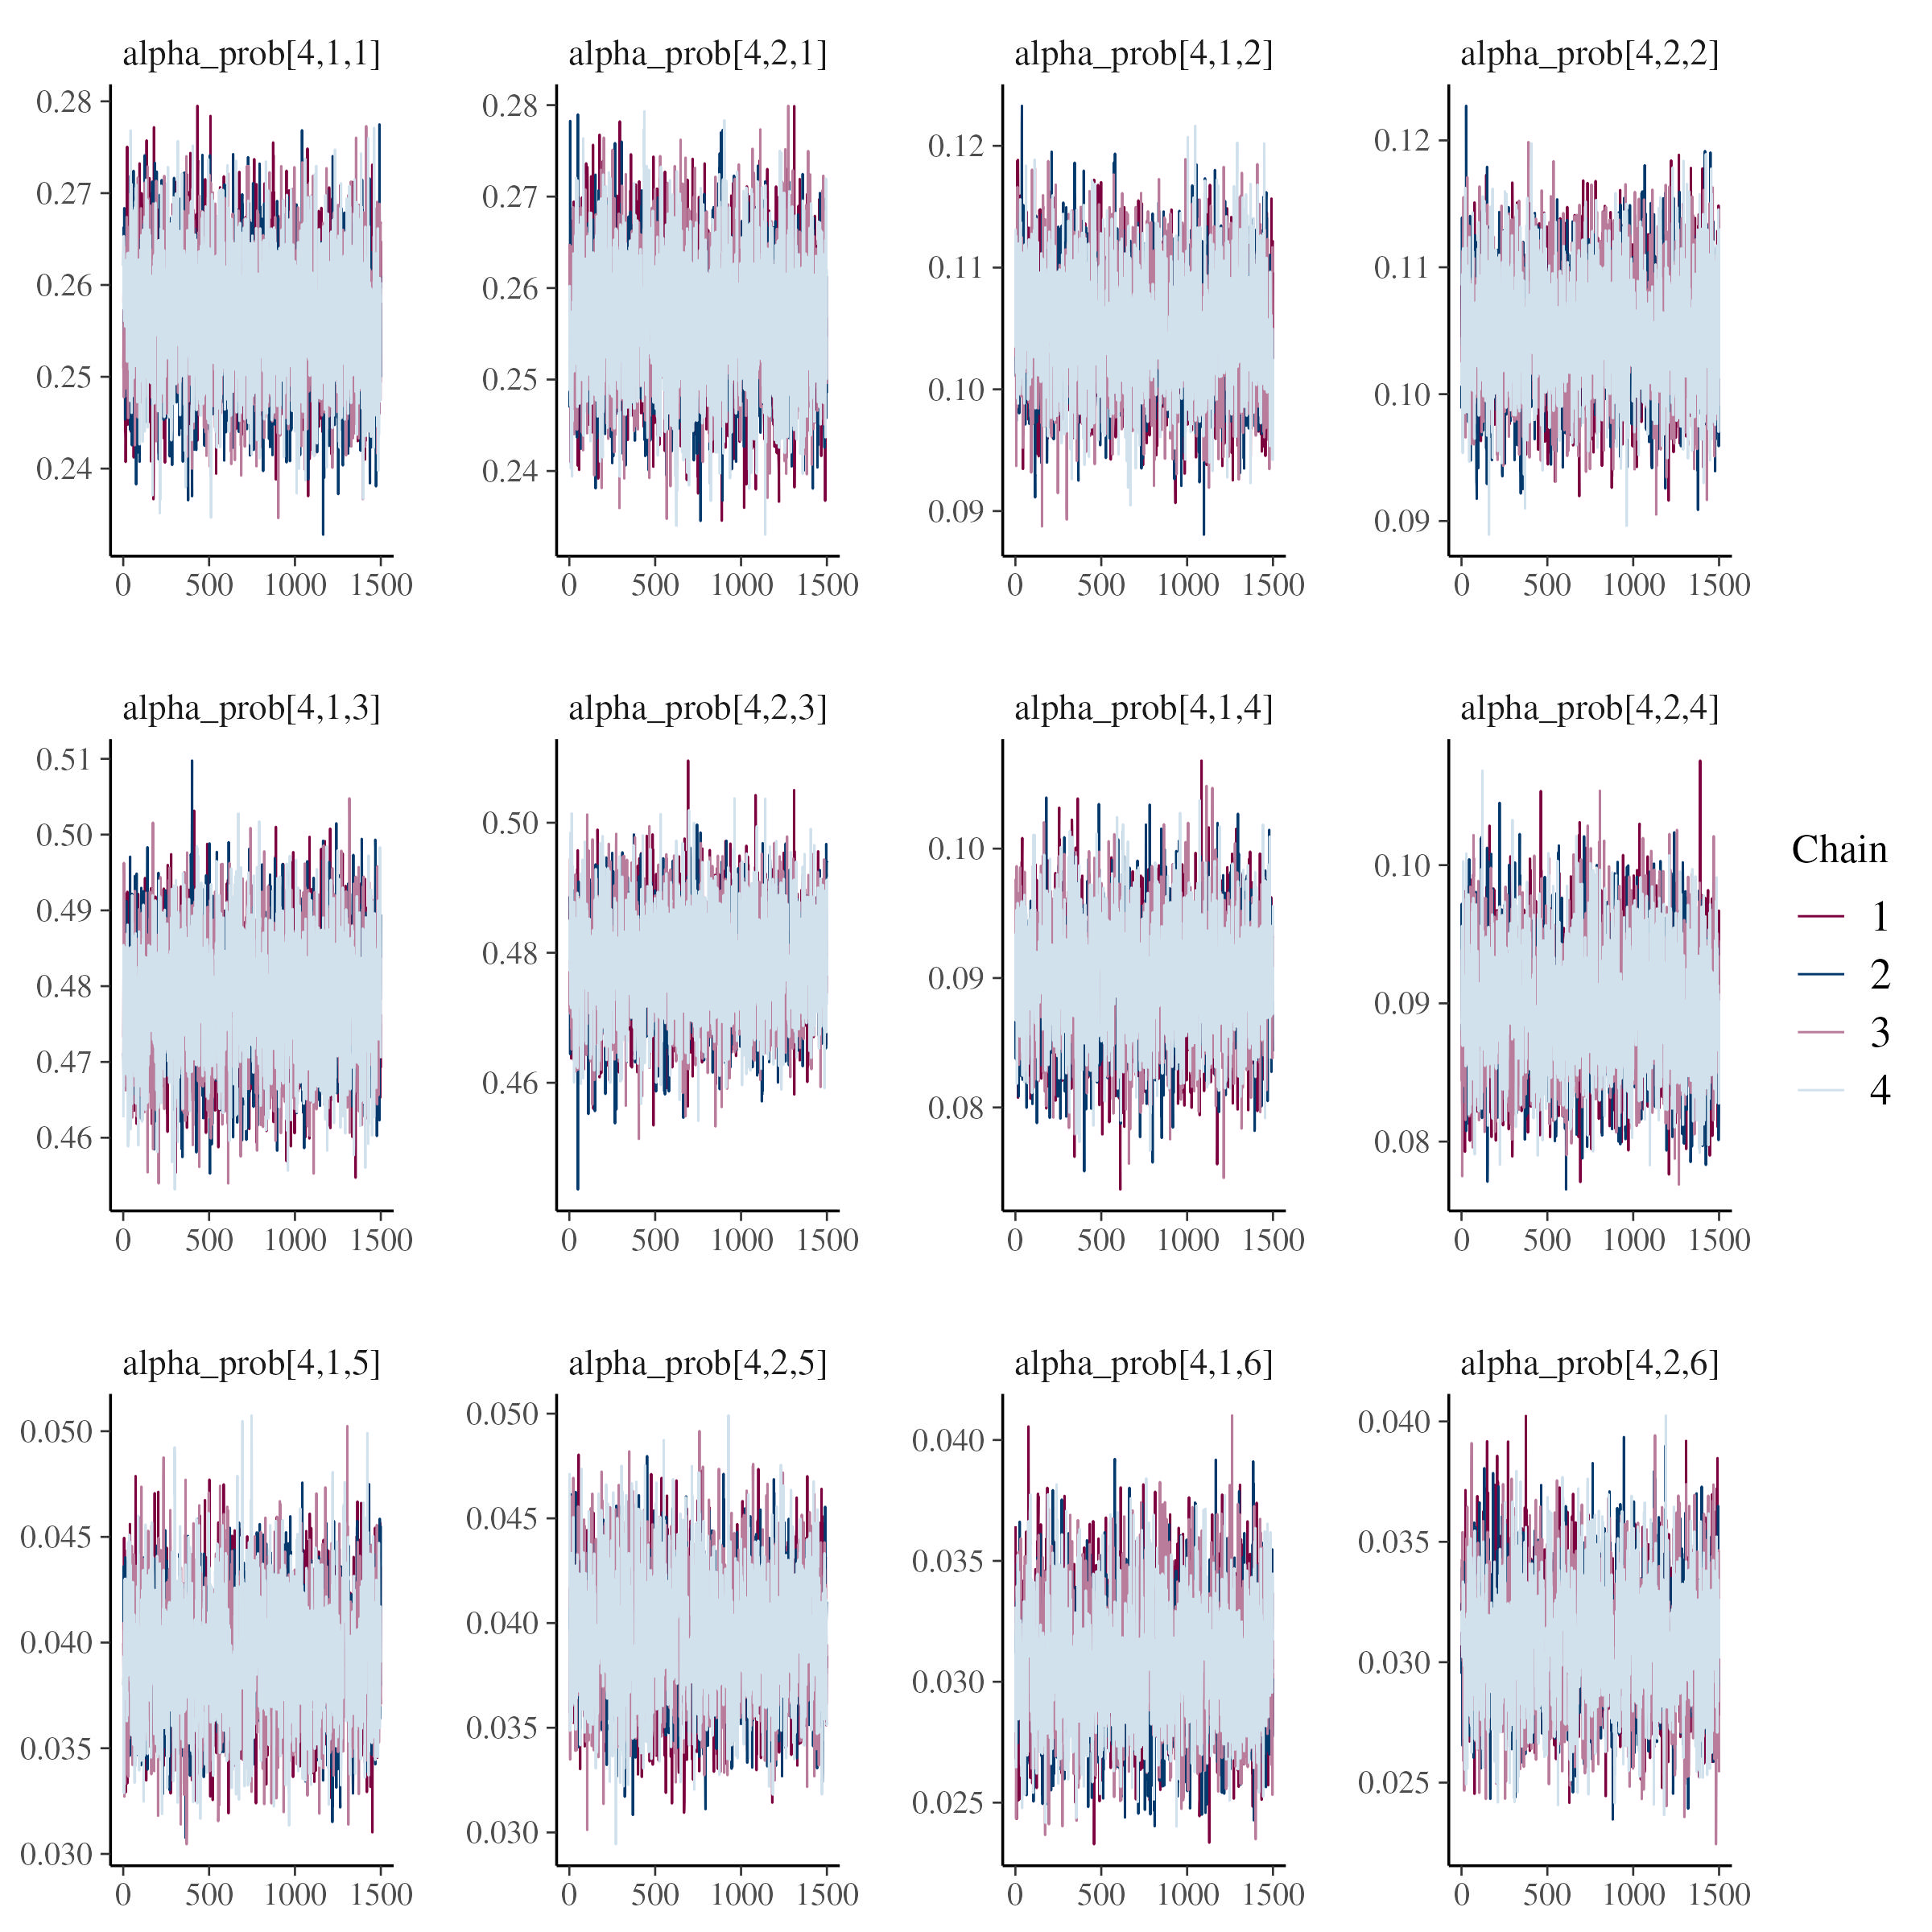 alpha_prob[4,1,1] alpha_prob[4,2,1] alpha_prob[4,1,2] alpha_prob[4,2,2]
0.28 0.27 0.26 0.25 0.24
0 500 1000 1500
0.28 0.27 0.26 0.25 0.24
0 500 1000 1500
0.12 0.11 0.10 0.09
0 500 1000 1500
0.12 0.11 0.10 0.09
0 500 1000 1500
alpha_prob[4,1,3] alpha_prob[4,2,3] alpha_prob[4,1,4] alpha_prob[4,2,4]
0.51 0.50 0.49 0.48 0.47 0.46
0 500 1000 1500
0.50 0.48 0.46
0 500 1000 1500
0.10 0.09 0.08
0 500 1000 1500
0.10 0.09 0.08
0 500 1000 1500
Chain
1
2
3
4
alpha_prob[4,1,5] alpha_prob[4,2,5] alpha_prob[4,1,6] alpha_prob[4,2,6]
0.050 0.045 0.040 0.035 0.030
0 500 1000 1500
0.050 0.045 0.040 0.035 0.030
0 500 1000 1500
0.040 0.035 0.030 0.025
0 500 1000 1500
0.040 0.035 0.030 0.025
0 500 1000 1500